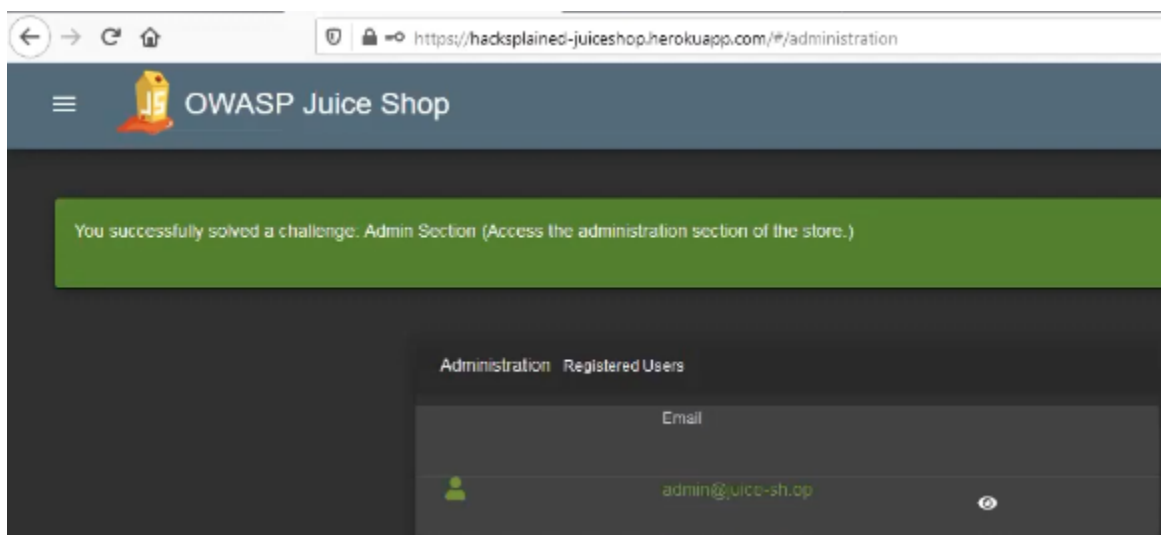 https://hacksplained-juiceshop.herokuapp.com/#/administration
JS OWASP Juice Shop
You successfully solved a challenge: Admin Section (Access the administration section of the store.)
Administration Registered Users
Email
admin@juice-sh.op